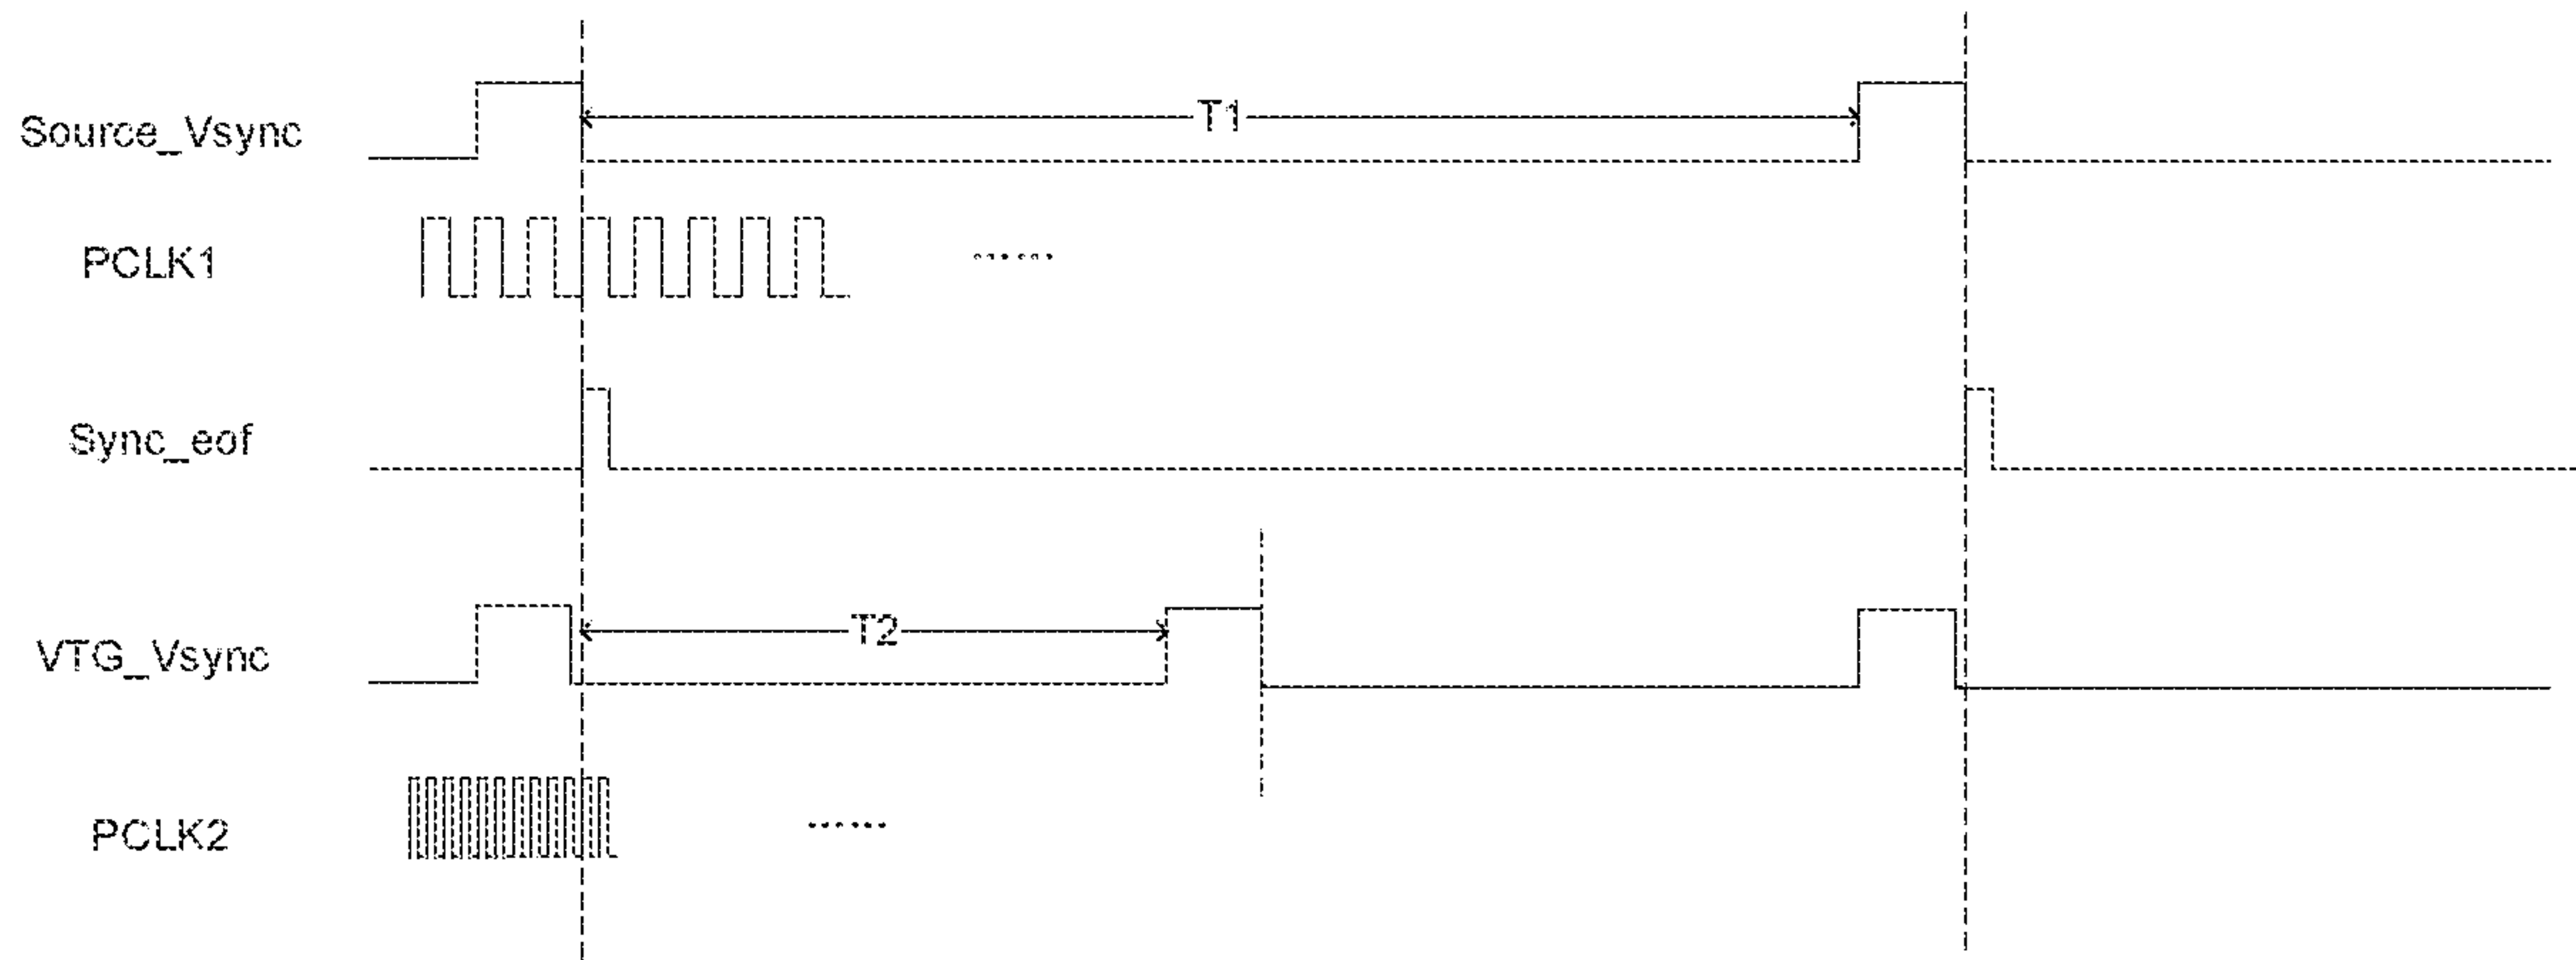 Source_Vsync
T1
PCLK1
......
Sync_eof
VTG_Vsync
T2
PCLK2
......